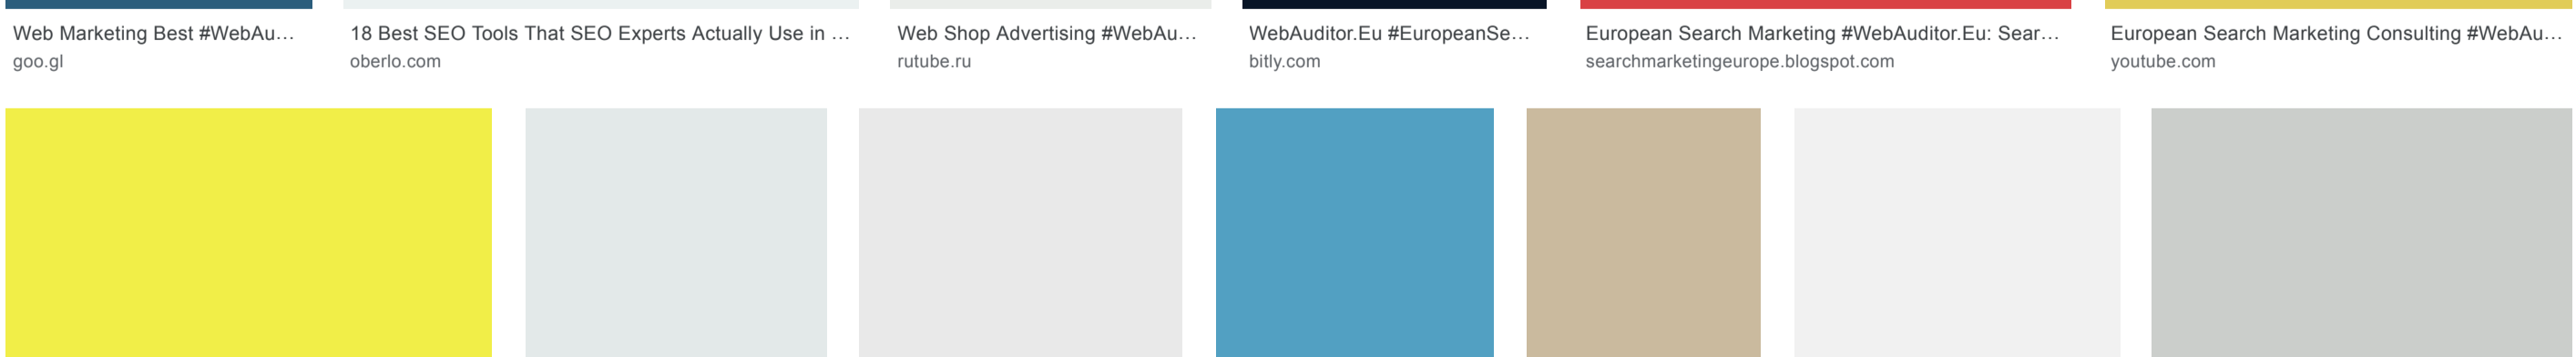 Web Marketing Best #WebAu...
goo.gl
18 Best SEO Tools That SEO Experts Actually Use in ...
oberlo.com
Web Shop Advertising #WebAu...
rutube.ru
WebAuditor.Eu #EuropeanSe...
bitly.com
European Search Marketing #WebAuditor.Eu: Sear...
searchmarketingeurope.blogspot.com
European Search Marketing Consulting #WebAu...
youtube.com